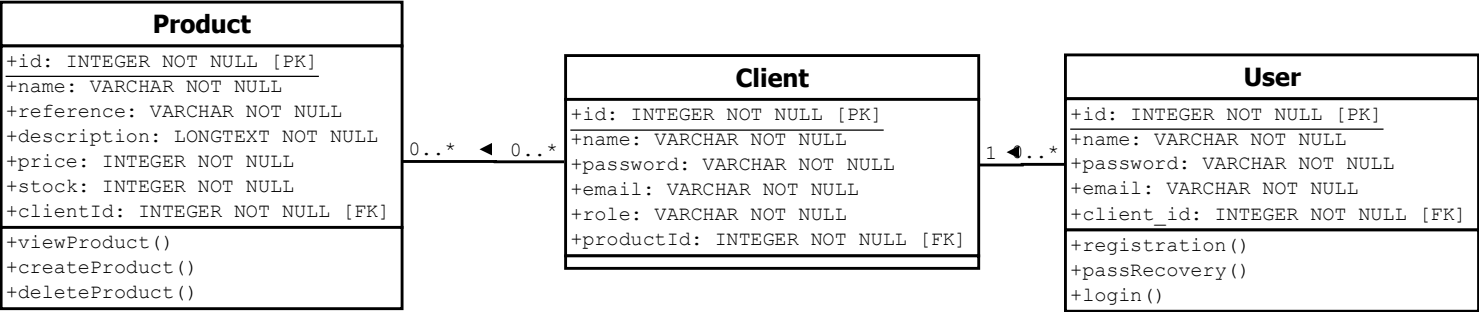 Product
+id: INTEGER NOT NULL [PK]
+name: VARCHAR NOT NULL
+reference: VARCHAR NOT NULL
+description: LONGTEXT NOT NULL
+price: INTEGER NOT NULL
+stock: INTEGER NOT NULL
+clientId: INTEGER NOT NULL [FK]
+viewProduct()
+createProduct()
+deleteProduct()
0..* ◄ 0..*
Client
+id: INTEGER NOT NULL [PK]
+name: VARCHAR NOT NULL
+password: VARCHAR NOT NULL
+email: VARCHAR NOT NULL
+role: VARCHAR NOT NULL
+productId: INTEGER NOT NULL [FK]
1 ◄ 0..*
User
+id: INTEGER NOT NULL [PK]
+name: VARCHAR NOT NULL
+password: VARCHAR NOT NULL
+email: VARCHAR NOT NULL
+client_id: INTEGER NOT NULL [FK]
+registration()
+passRecovery()
+login()